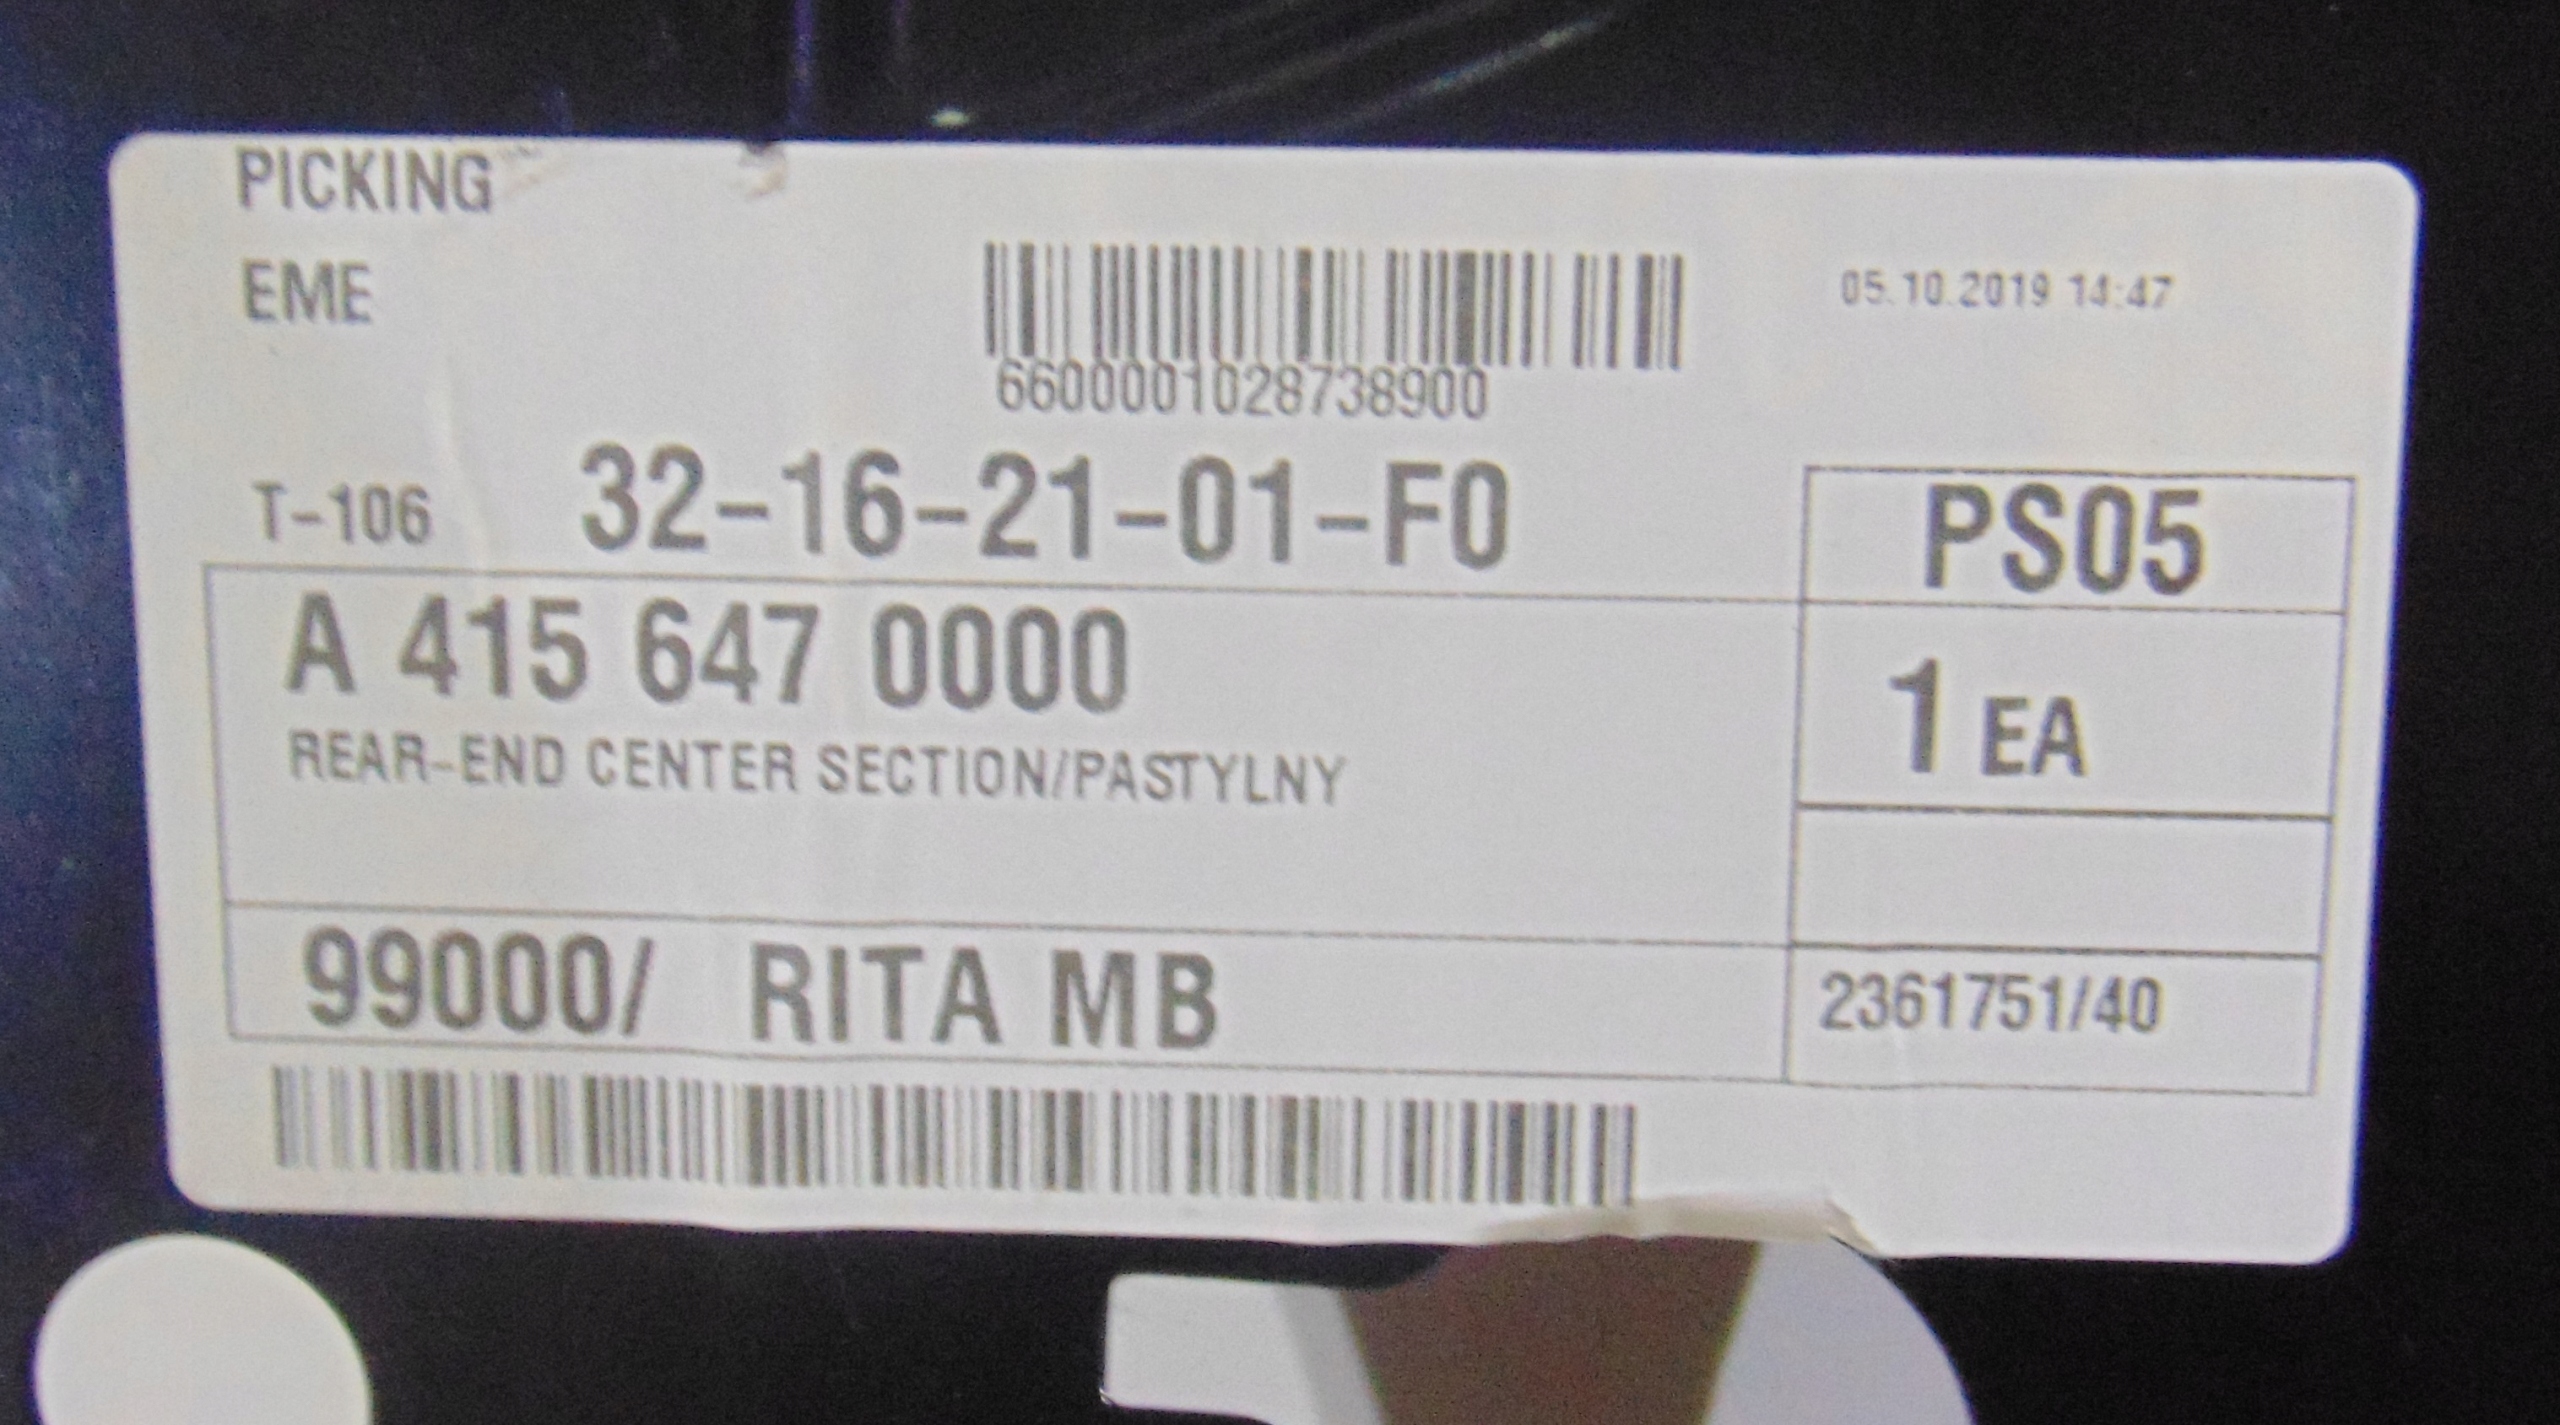 PICKING
EME
05.10.2019 14:47
6600001028738900
T-106 32-16-21-01-F0
PS05
A 415 647 0000
1 EA
REAR-END CENTER SECTION/PASTYLNY
99000/ RITA MB
2361751/40